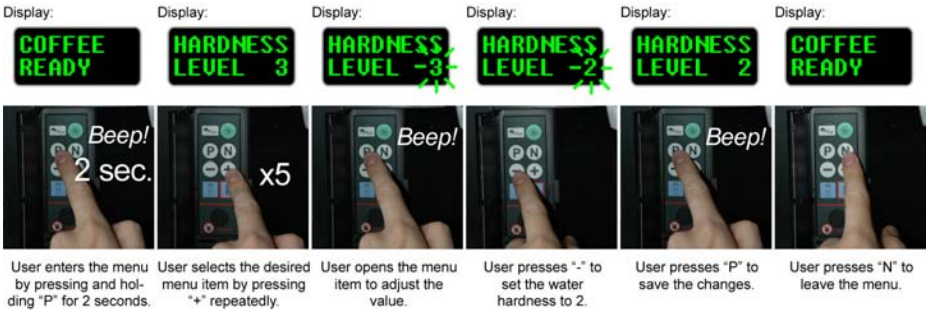 Display:
COFFEE
READY
Beep!
P N
2 sec.
User enters the menu
by pressing and hol-
ding “P” for 2 seconds.
Display:
HARDNESS
LEVEL 3
P N
- +
x5
User selects the desired
menu item by pressing
“+” repeatedly.
Display:
HARDNESS
LEVEL 3
Beep!
P N
- +
User opens the menu
item to adjust the
value.
Display:
HARDNESS
LEVEL 2
P N
- +
User presses “-” to
set the water
hardness to 2.
Display:
HARDNESS
LEVEL 2
Beep!
P N
- +
User presses “P” to
save the changes.
Display:
COFFEE
READY
P N
- +
User presses “N” to
leave the menu.